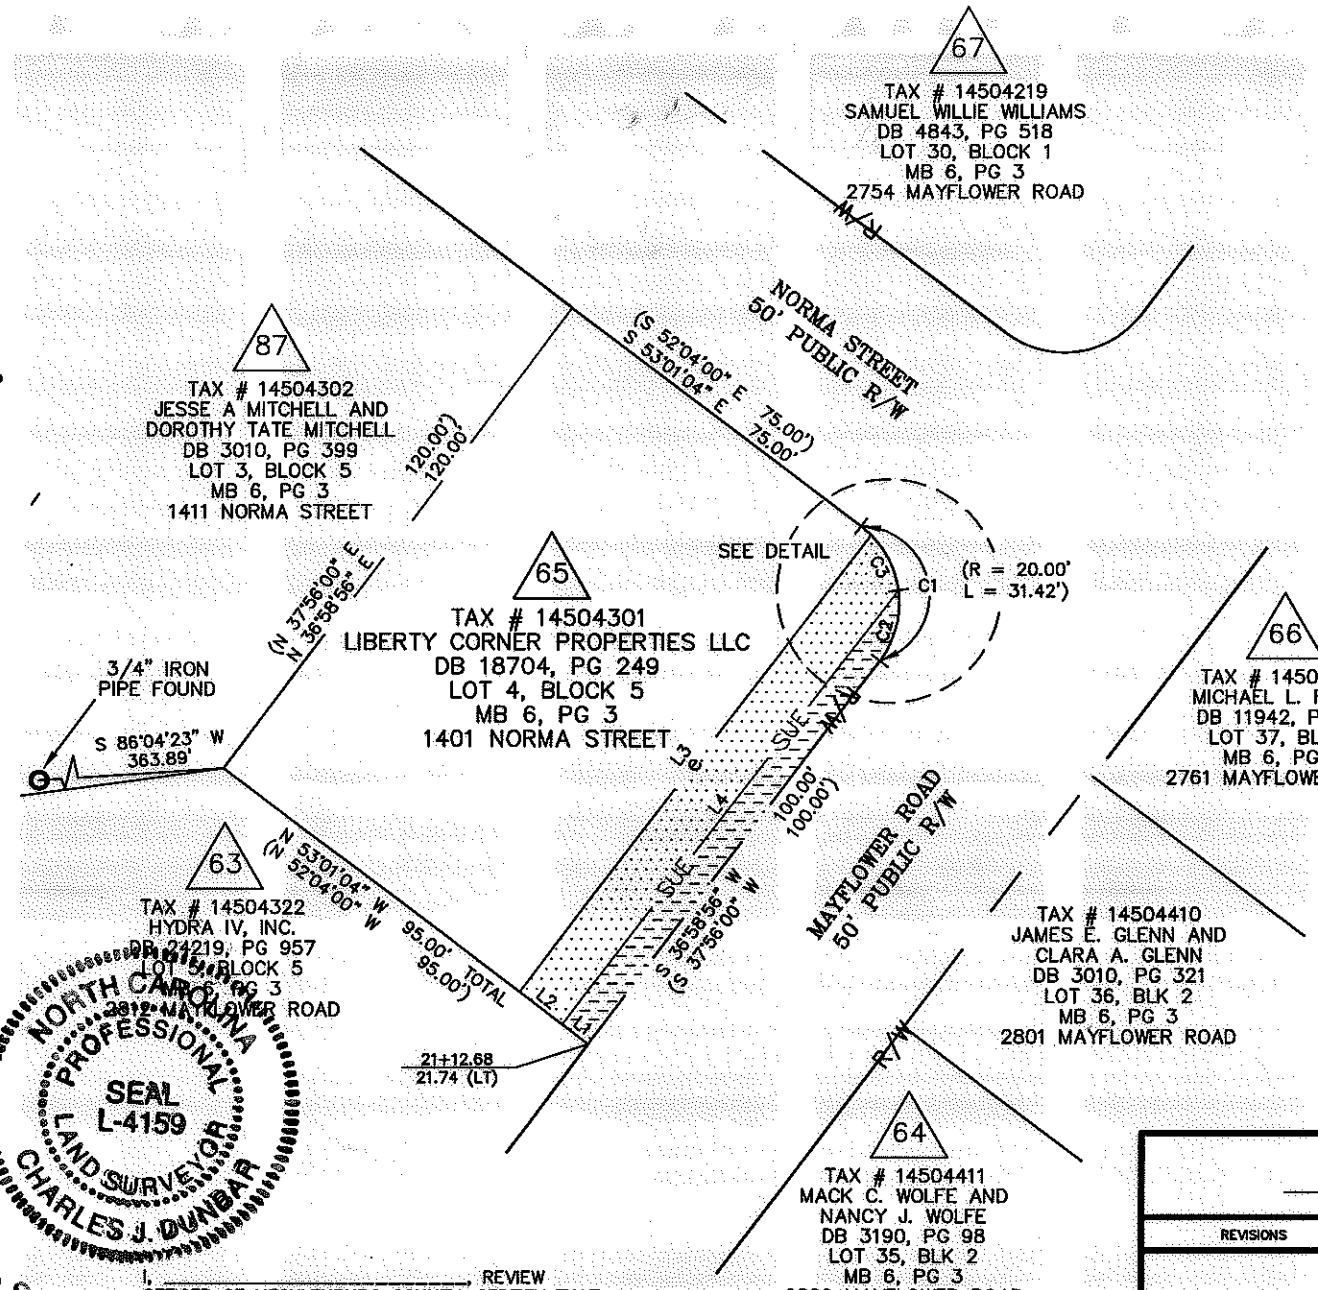 67
TAX # 14504219
SAMUEL WILLIE WILLIAMS
DB 4843, PG 518
LOT 30, BLOCK 1
MB 6, PG 3
2754 MAYFLOWER ROAD
R/W
NORMA STREET
50' PUBLIC R/W
(S 52°04'00" E 75.00')
S 53°01'04" E 75.00'
87
TAX # 14504302
JESSE A MITCHELL AND
DOROTHY TATE MITCHELL
DB 3010, PG 399
LOT 3, BLOCK 5
MB 6, PG 3
1411 NORMA STREET
(N 37°56'00" E 120.00')
N 36°58'56" E 120.00'
SEE DETAIL
C3
C1
C2
(R = 20.00'
L = 31.42')
65
TAX # 14504301
LIBERTY CORNER PROPERTIES LLC
DB 18704, PG 249
LOT 4, BLOCK 5
MB 6, PG 3
1401 NORMA STREET
66
TAX # 1450
MICHAEL L.
DB 11942, P
LOT 37, BL
MB 6, PG
2761 MAYFLOWE
3/4" IRON
PIPE FOUND
S 86°04'23" W
363.89'
SUE
R/W
L3
L4
SUE
S 36°58'56" W 100.00'
(S 37°56'00" W 100.00')
MAYFLOWER ROAD
50' PUBLIC R/W
63
TAX # 14504322
HYDRA IV, INC.
DB 24219, PG 957
LOT 5, BLOCK 5
MB 6, PG 3
2812 MAYFLOWER ROAD
N 53°01'04" W 95.00' TOTAL
(N 52°04'00" W 95.00')
L2
L1
21+12.68
21.74 (LT)
TAX # 14504410
JAMES E. GLENN AND
CLARA A. GLENN
DB 3010, PG 321
LOT 36, BLK 2
MB 6, PG 3
2801 MAYFLOWER ROAD
R/W
NORTH CAROLINA
PROFESSIONAL
SEAL
L-4159
LAND SURVEYOR
CHARLES J. DUNBAR
64
TAX # 14504411
MACK C. WOLFE AND
NANCY J. WOLFE
DB 3190, PG 98
LOT 35, BLK 2
MB 6, PG 3
REVISIONS
I, REVIEW